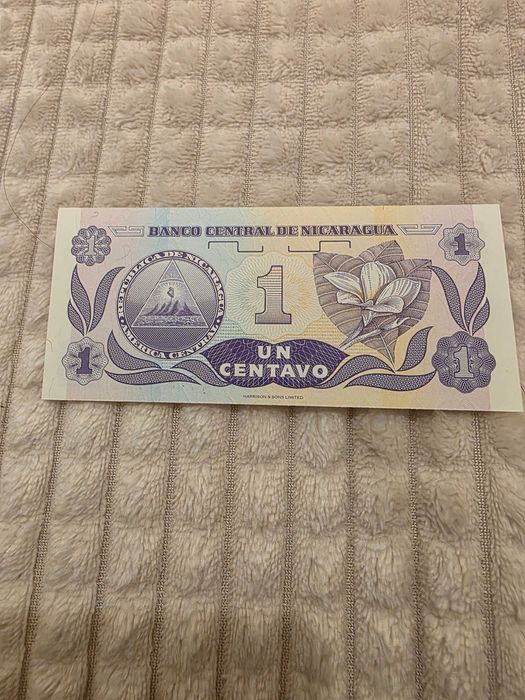 BANCO CENTRAL DE NICARAGUA
1
1
REPUBLICA DE NICARAGUA
AMERICA CENTRAL
1
1
UN
CENTAVO
1
HARRISON & SONS LIMITED